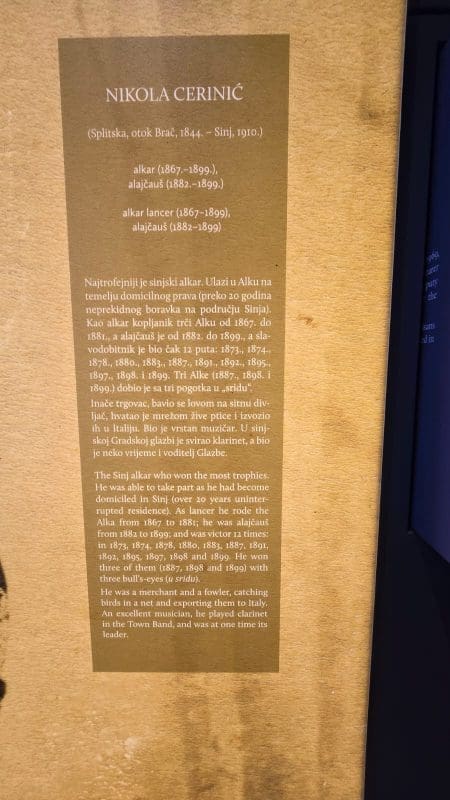 NIKOLA CERINIĆ
(Splitska, otok Brač, 1844. – Sinj, 1910.)
alkar (1867.–1899.),
alajčauš (1882.–1899.)
alkar lancer (1867–1899),
alajčauš (1882–1899)
Najtrofejniji je sinjski alkar. Ulazi u Alku na
temelju domicilnog prava (preko 20 godina
neprekidnog boravka na području Sinja).
Kao alkar kopljanik trči Alku od 1867. do
1881., a alajčauš je od 1882. do 1899., a sla-
vodobitnik je bio čak 12 puta: 1873., 1874.,
1878., 1880., 1883., 1887., 1891., 1892., 1895.,
1897., 1898. i 1899. Tri Alke (1887., 1898. i
1899.) dobio je sa tri pogotka u „sridu“.
Inače trgovac, bavio se lovom na sitnu div-
ljač, hvatao je mrežom žive ptice i izvozio
ih u Italiju. Bio je vrstan muzičar. U sinj-
skoj Gradskoj glazbi je svirao klarinet, a bio
je neko vrijeme i voditelj Glazbe.
The Sinj alkar who won the most trophies.
He was able to take part as he had become
domiciled in Sinj (over 20 years uninter-
rupted residence). As lancer he rode the
Alka from 1867 to 1881; he was alajčauš
from 1882 to 1899; and was victor 12 times:
in 1873, 1874, 1878, 1880, 1883, 1887, 1891,
1892, 1895, 1897, 1898 and 1899. He won
three of them (1887, 1898 and 1899) with
three bull's-eyes (u sridu).
He was a merchant and a fowler, catching
birds in a net and exporting them to Italy.
An excellent musician, he played clarinet
in the Town Band, and was at one time its
leader.
the